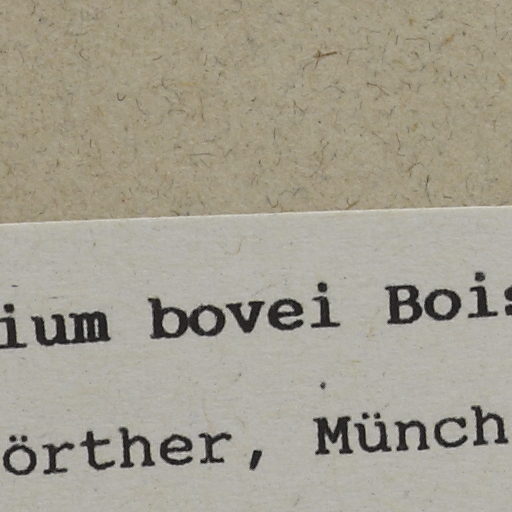 ium bovei Bois
örther, Münch